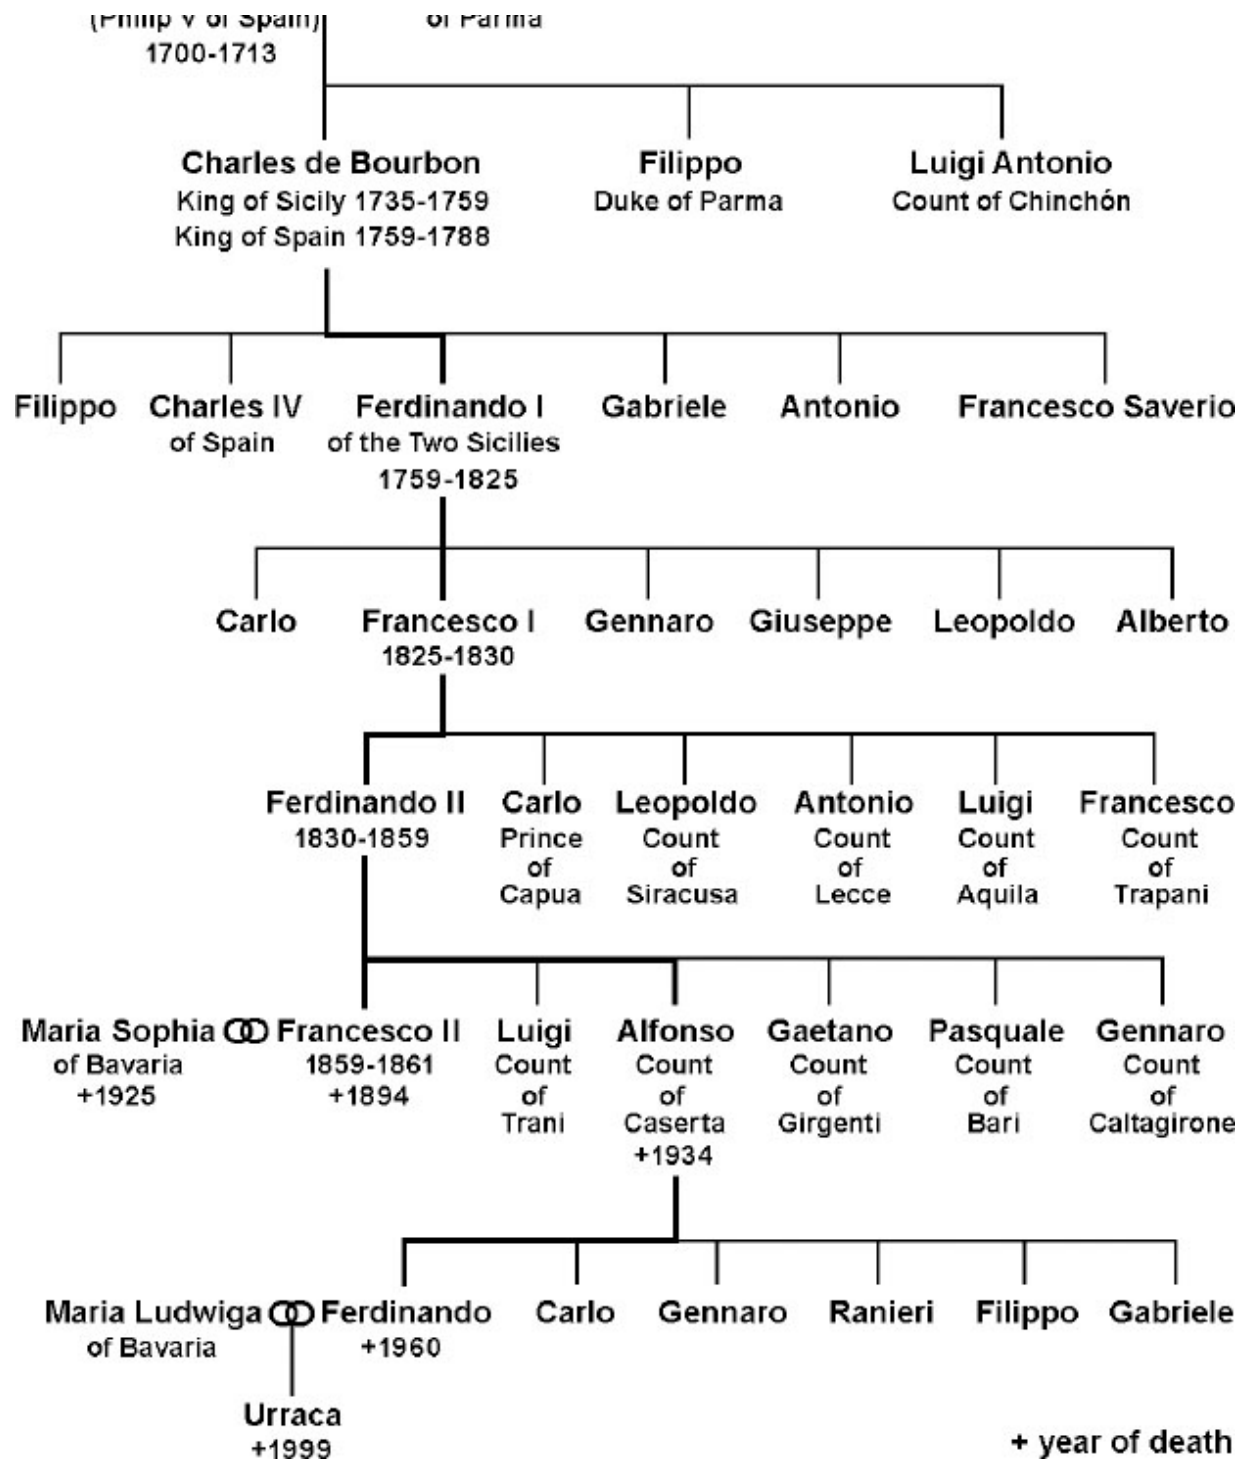 (Philip V of Spain) of Parma
1700-1713
Charles de Bourbon Filippo Luigi Antonio
King of Sicily 1735-1759 Duke of Parma Count of Chinchón
King of Spain 1759-1788
Filippo Charles IV Ferdinando I Gabriele Antonio Francesco Saverio
of Spain of the Two Sicilies
1759-1825
Carlo Francesco I Gennaro Giuseppe Leopoldo Alberto
1825-1830
Ferdinando II Carlo Leopoldo Antonio Luigi Francesco
1830-1859 Prince Count Count Count Count
of of of of of
Capua Siracusa Lecce Aquila Trapani
Maria Sophia Francesco II Luigi Alfonso Gaetano Pasquale Gennaro
of Bavaria 1859-1861 Count Count Count Count Count
+1925 +1894 of of of of of
Trani Caserta Girgenti Bari Caltagirone
+1934
Maria Ludwiga Ferdinando Carlo Gennaro Ranieri Filippo Gabriele
of Bavaria +1960
Urraca
+1999
+ year of death